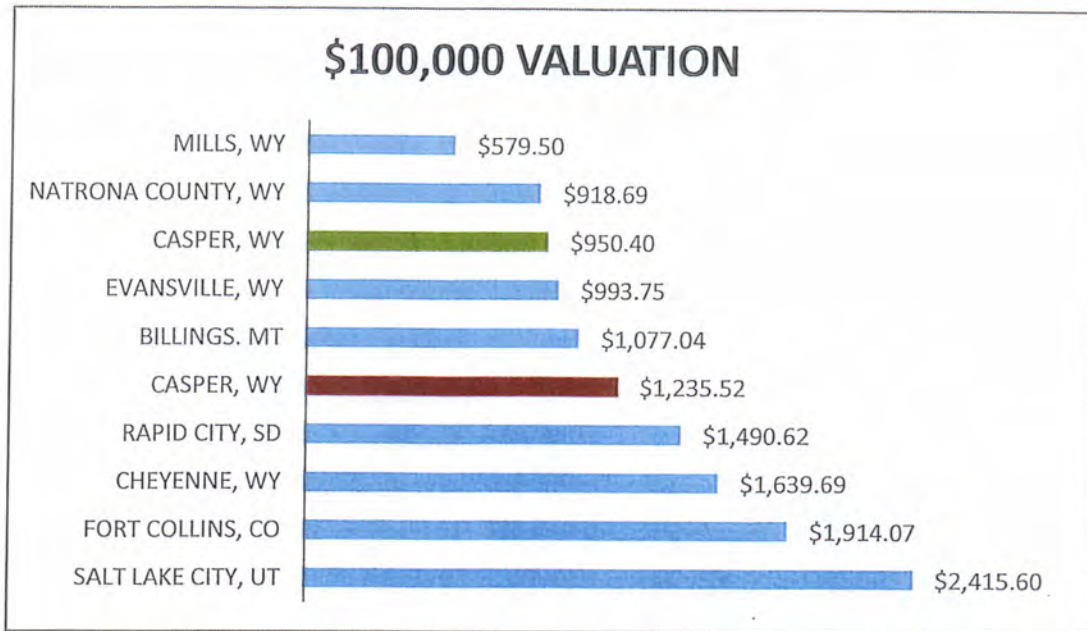 $100,000 VALUATION
MILLS, WY $579.50
NATRONA COUNTY, WY $918.69
CASPER, WY $950.40
EVANSVILLE, WY $993.75
BILLINGS. MT $1,077.04
CASPER, WY $1,235.52
RAPID CITY, SD $1,490.62
CHEYENNE, WY $1,639.69
FORT COLLINS, CO $1,914.07
SALT LAKE CITY, UT $2,415.60